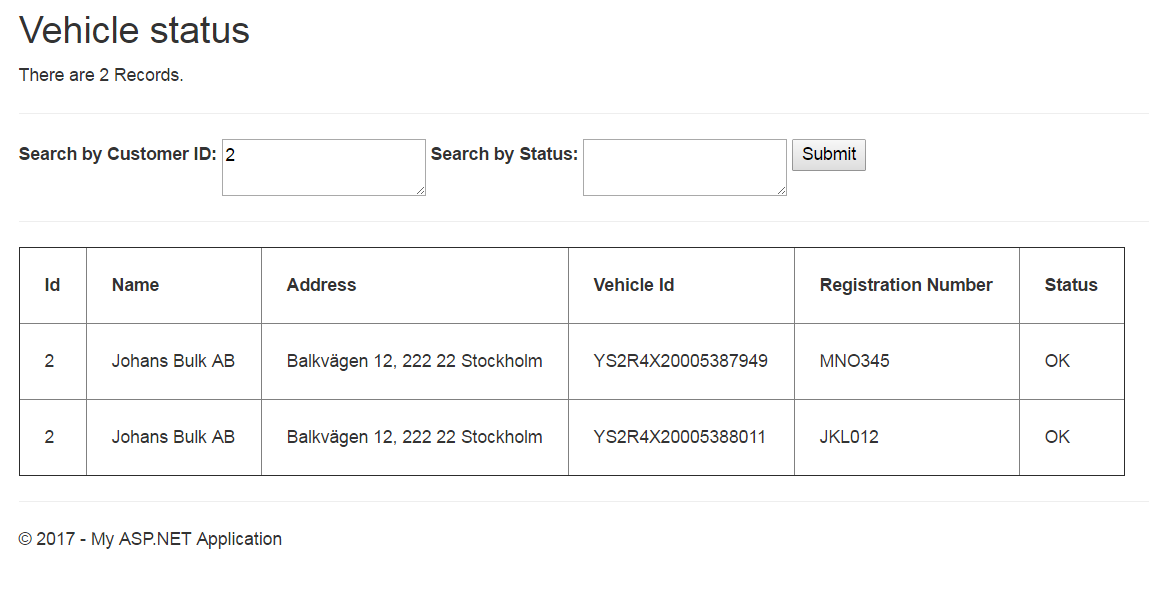 Vehicle status
There are 2 Records.
Search by Customer ID: 2 Search by Status: Submit
Id Name Address Vehicle Id Registration Number Status
2 Johans Bulk AB Balkvägen 12, 222 22 Stockholm YS2R4X20005387949 MNO345 OK
2 Johans Bulk AB Balkvägen 12, 222 22 Stockholm YS2R4X20005388011 JKL012 OK
© 2017 - My ASP.NET Application